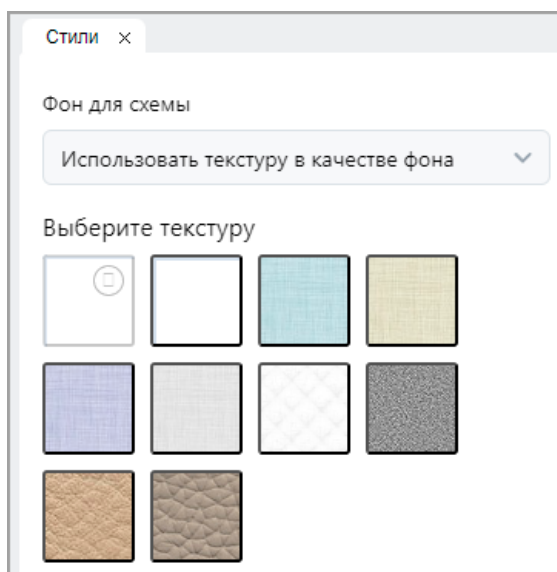 Стили
Фон для схемы
Использовать текстуру в качестве фона
Выберите текстуру